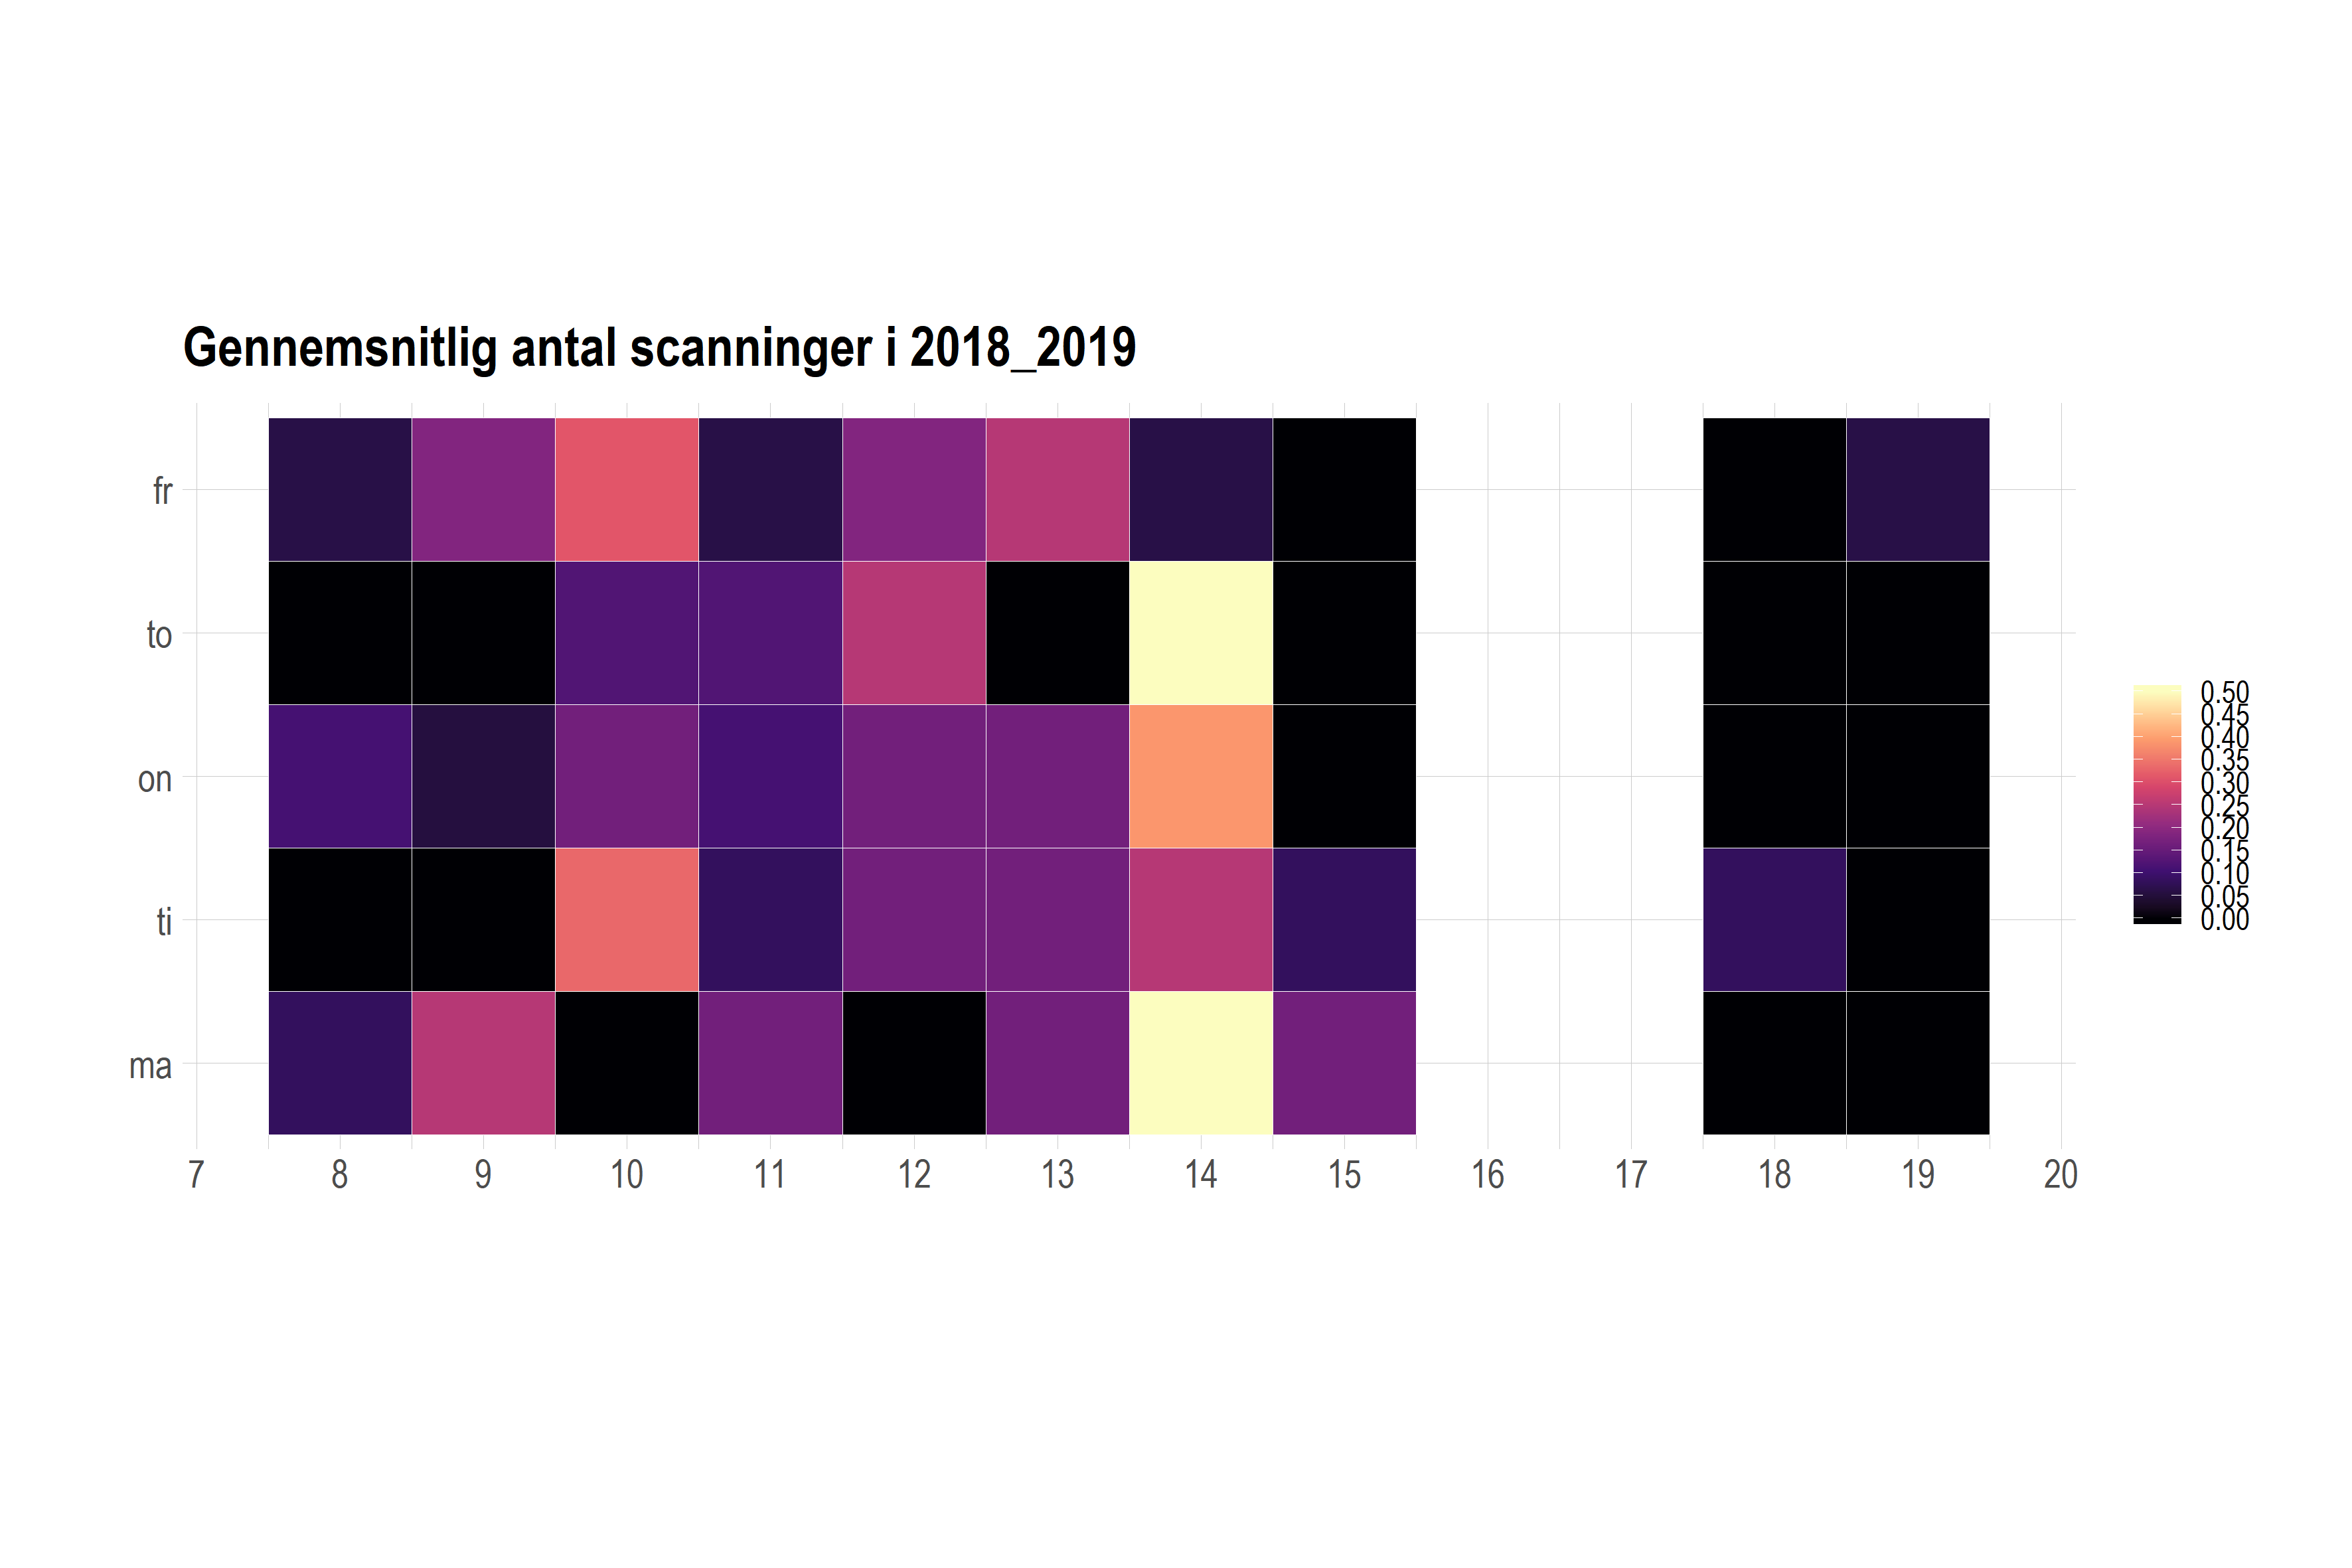 Gennemsnitlig antal scanninger i 2018_2019
fr
to
on
ti
ma
7 8 9 10 11 12 13 14 15 16 17 18 19 20
0.50
0.45
0.40
0.35
0.30
0.25
0.20
0.15
0.10
0.05
0.00